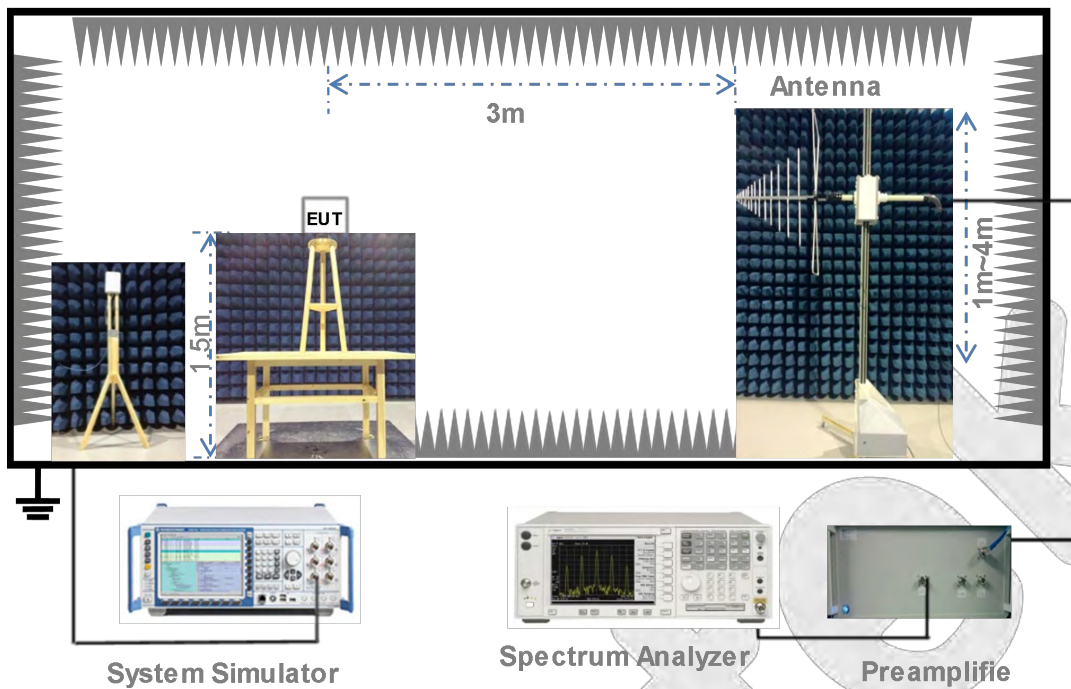 Antenna
3m
EUT
1.5m
1m~4m
System Simulator
Spectrum Analyzer
Preamplifie